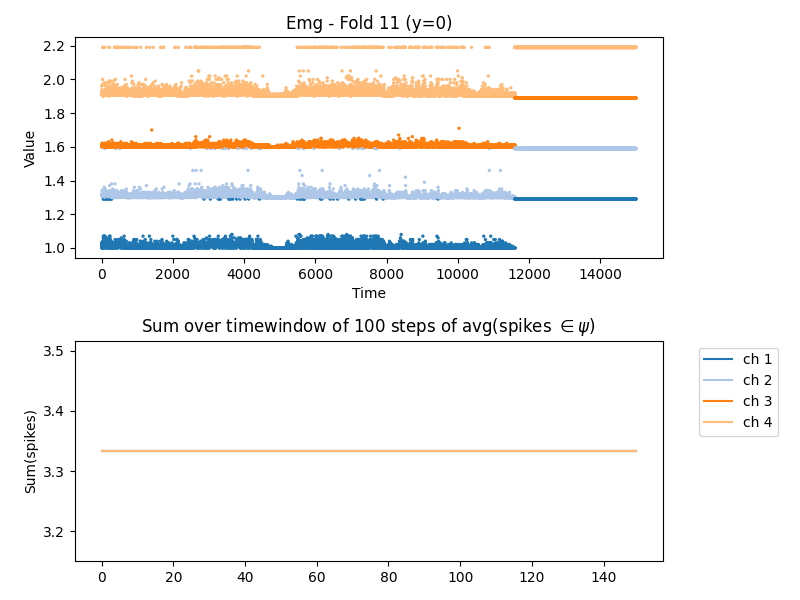 Emg - Fold 11 (y=0)
Value
2.2
2.0
1.8
1.6
1.4
1.2
1.0
0 2000 4000 6000 8000 10000 12000 14000
Time
Sum over timewindow of 100 steps of avg(spikes ∈ψ)
Sum(spikes)
3.5
3.4
3.3
3.2
0 20 40 60 80 100 120 140
ch 1
ch 2
ch 3
ch 4